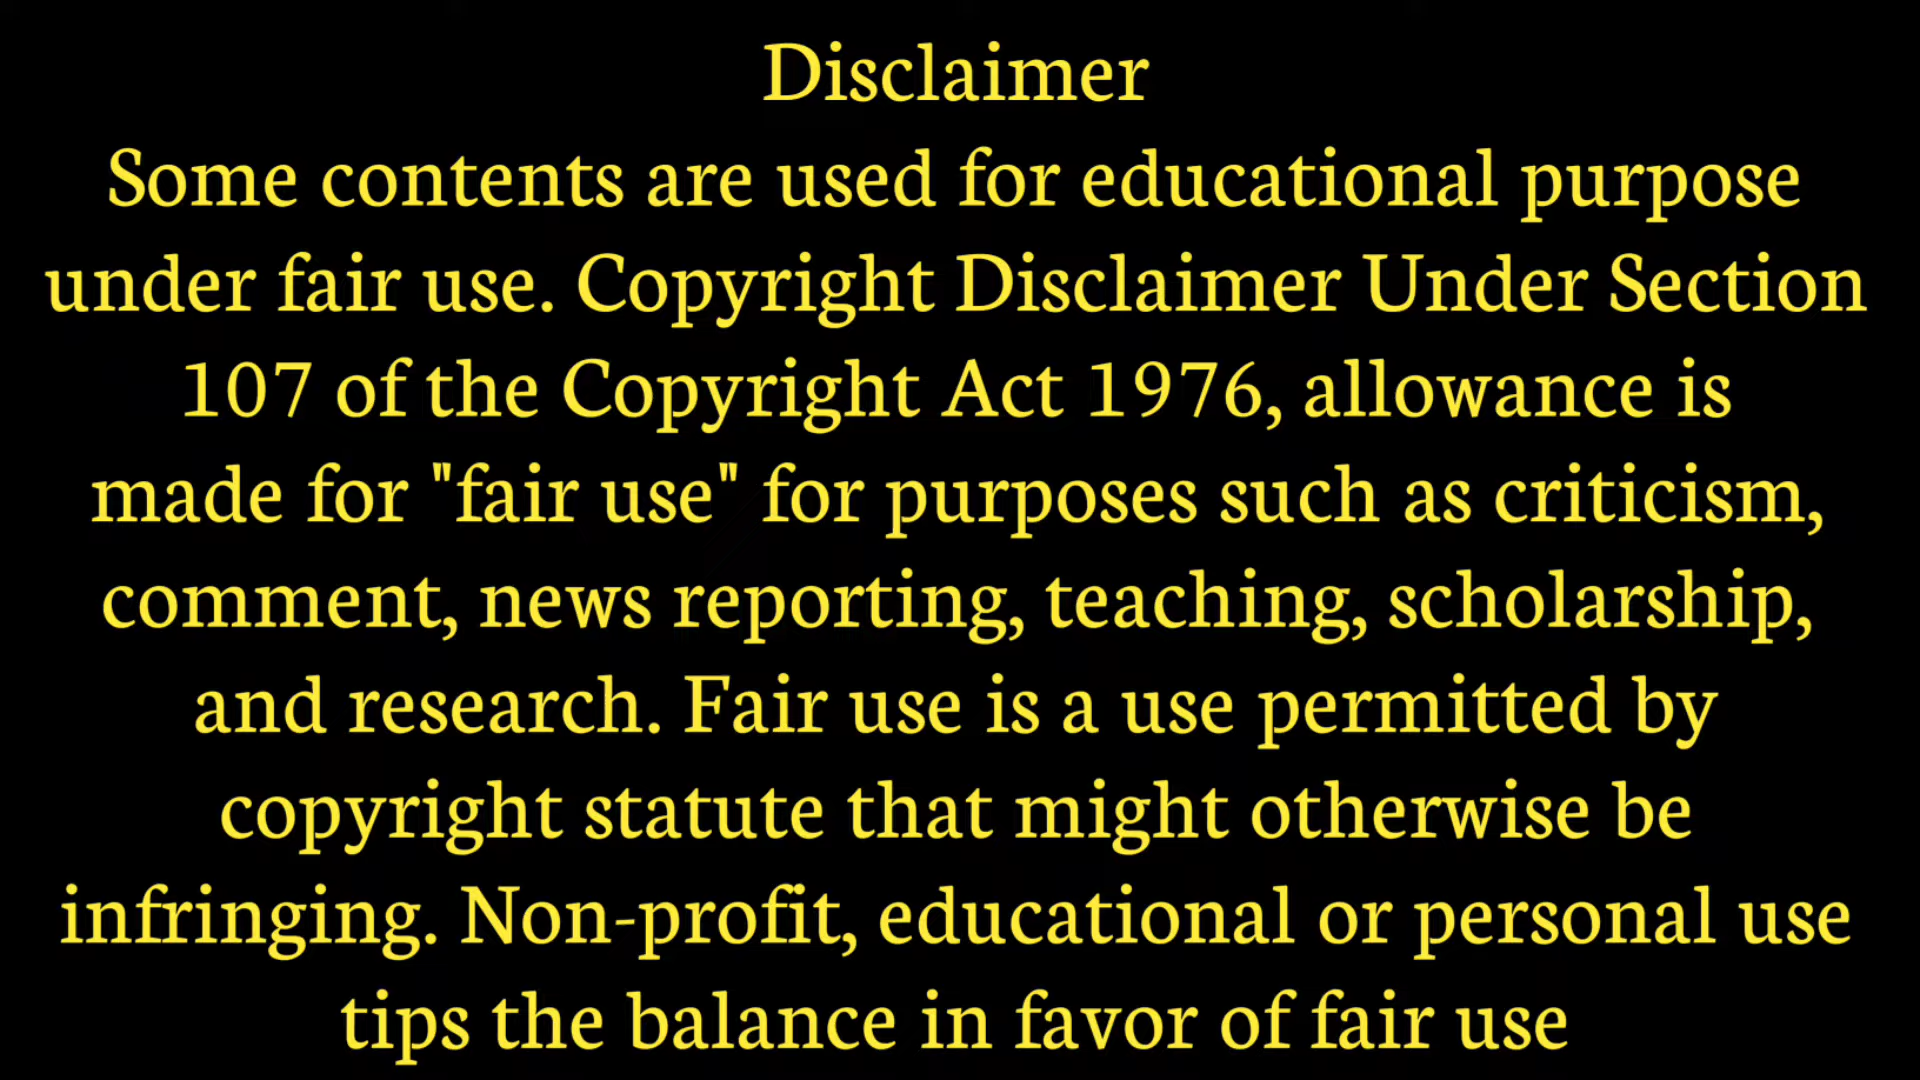 Disclaimer
Some contents are used for educational purpose
under fair use. Copyright Disclaimer Under Section
107 of the Copyright Act 1976, allowance is
made for "fair use" for purposes such as criticism,
comment, news reporting, teaching, scholarship,
and research. Fair use is a use permitted by
copyright statute that might otherwise be
infringing. Non-profit, educational or personal use
tips the balance in favor of fair use